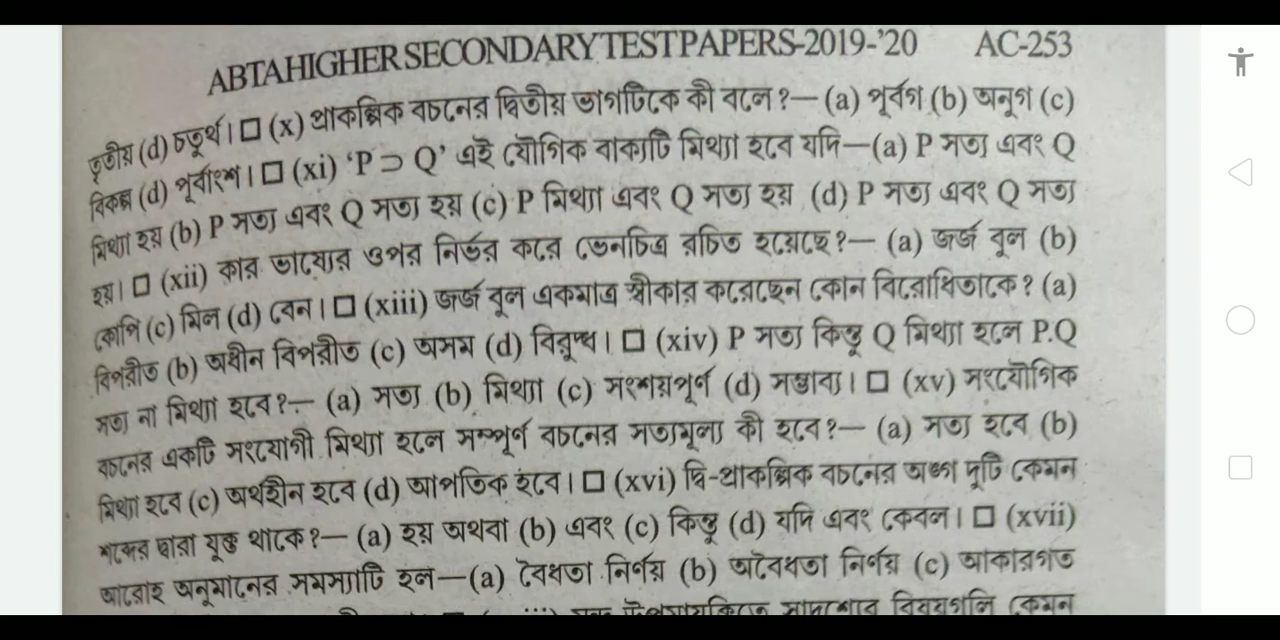 ABTA HIGHER SECONDARY TEST PAPERS-2019-'20 AC-253
তৃতীয় (d) চতুর্থ। □ (x) প্রাকল্পিক বচনের দ্বিতীয় ভাগটিকে কী বলে ?— (a) পূর্বগ (b) অনুগ (c)
বিকল্প (d) পূর্বাংশ। □ (xi) ‘P ⊃ Q’ এই যৌগিক বাক্যটি মিথ্যা হবে যদি—(a) P সত্য এবং Q
মিথ্যা হয় (b) P সত্য এবং Q সত্য হয় (c) P মিথ্যা এবং Q সত্য হয় (d) P সত্য এবং Q সত্য
হয়। □ (xii) কার ভাষ্যের ওপর নির্ভর করে ভেনচিত্র রচিত হয়েছে ?— (a) জর্জ বুল (b)
কোপি (c) মিল (d) বেন। □ (xiii) জর্জ বুল একমাত্র স্বীকার করেছেন কোন বিরোধিতাকে ? (a)
বিপরীত (b) অধীন বিপরীত (c) অসম (d) বিরুদ্ধ। □ (xiv) P সত্য কিন্তু Q মিথ্যা হলে P.Q
সত্য না মিথ্যা হবে ?— (a) সত্য (b) মিথ্যা (c) সংশয়পূর্ণ (d) সম্ভাব্য। □ (xv) সংযৌগিক
বচনের একটি সংযোগী মিথ্যা হলে সম্পূর্ণ বচনের সত্যমূল্য কী হবে ?— (a) সত্য হবে (b)
মিথ্যা হবে (c) অর্থহীন হবে (d) আপতিক হবে। □ (xvi) দ্বি-প্রাকল্পিক বচনের অঙ্গ দুটি কেমন
শব্দের দ্বারা যুক্ত থাকে ?— (a) হয় অথবা (b) এবং (c) কিন্তু (d) যদি এবং কেবল। □ (xvii)
আরোহ অনুমানের সমস্যাটি হল—(a) বৈধতা নির্ণয় (b) অবৈধতা নির্ণয় (c) আকারগত
সাদৃশ্যের বিষয়গুলি কেমন